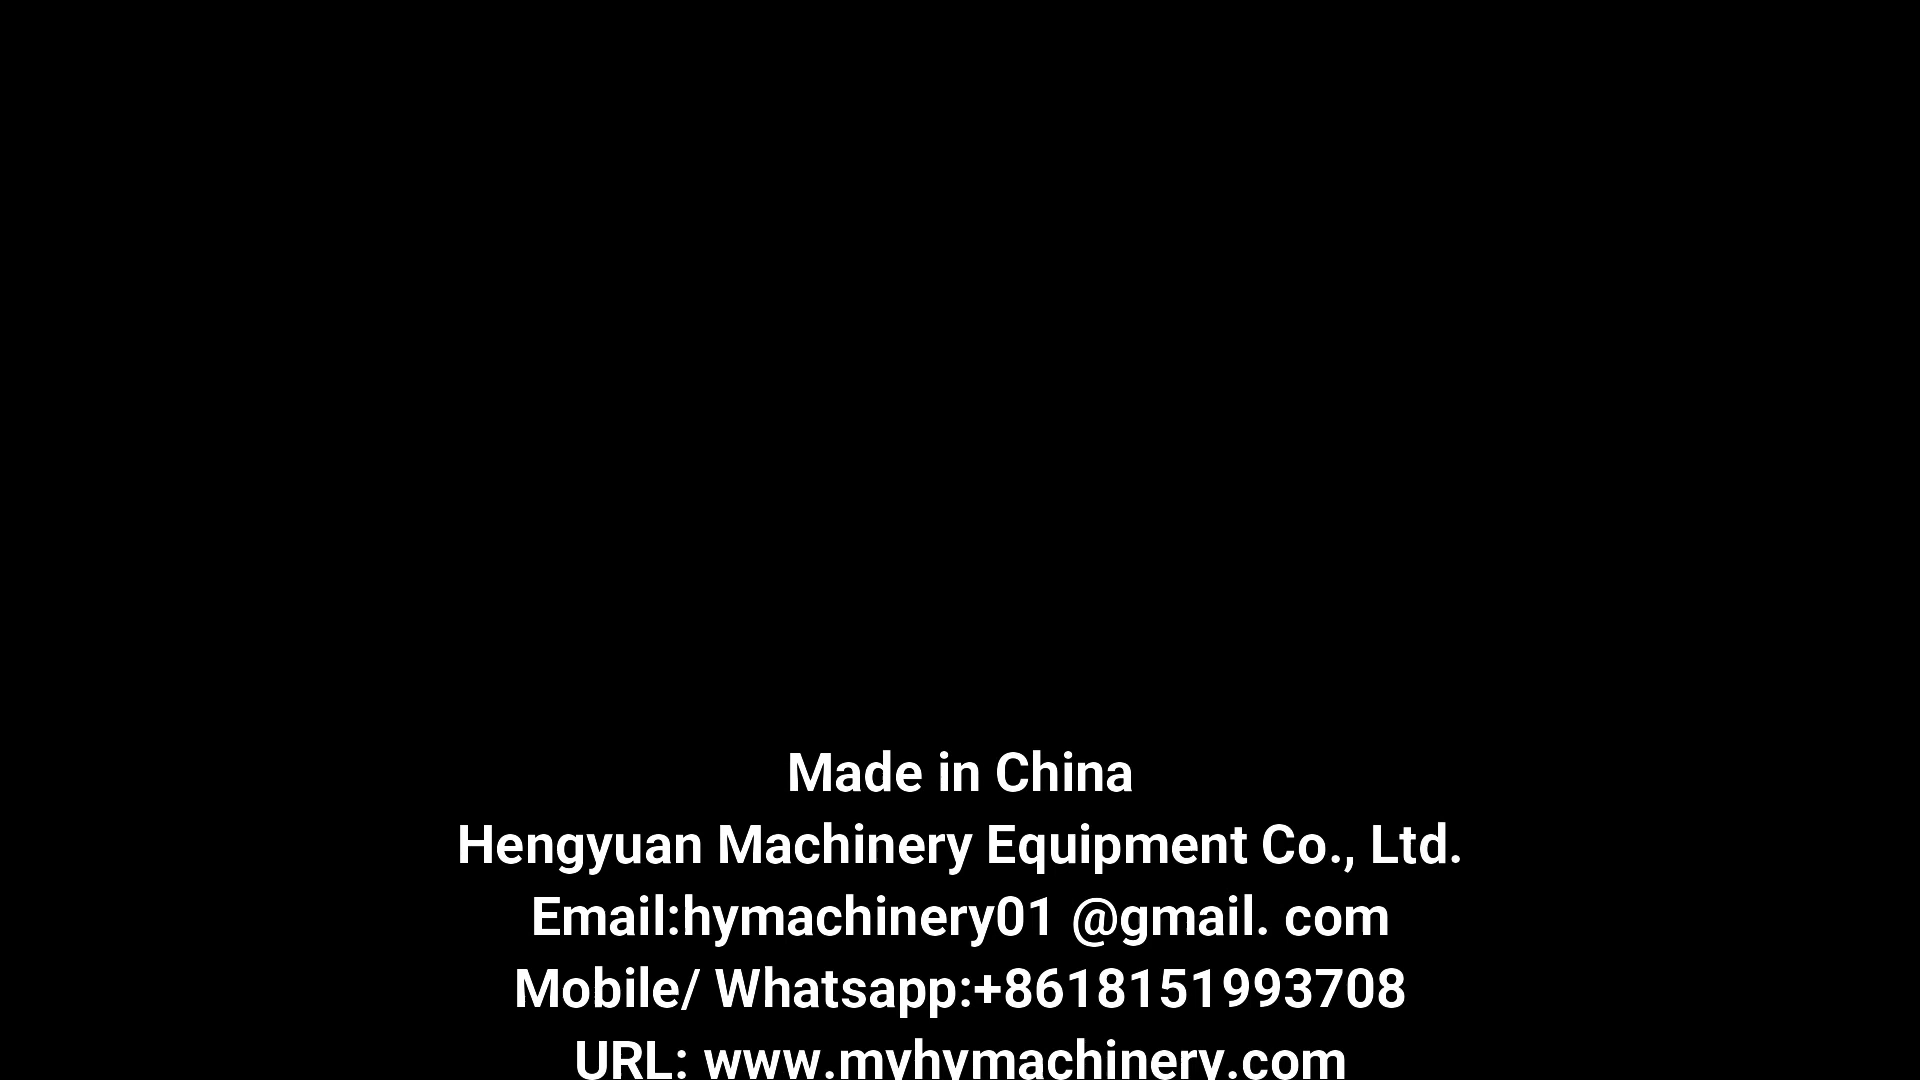 Made in China
Hengyuan Machinery Equipment Co., Ltd.
Email:hymachinery01 @gmail. com
Mobile/ Whatsapp:+8618151993708
URL: www.myhymachinery.com